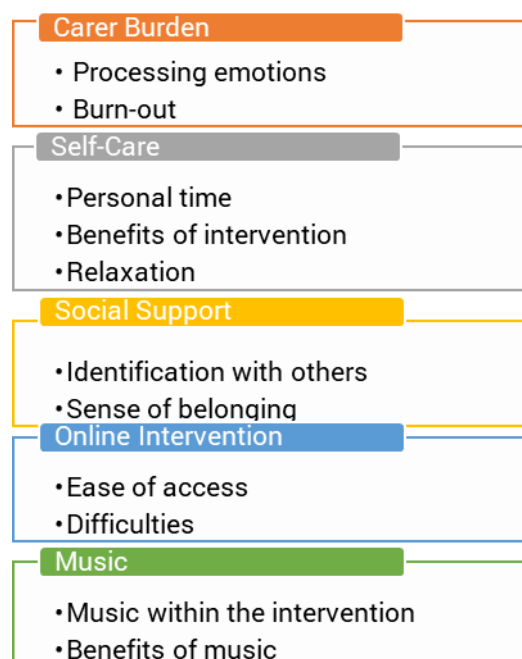 Carer Burden
• Processing emotions
• Burn-out
Self-Care
•Personal time
•Benefits of intervention
•Relaxation
Social Support
•Identification with others
•Sense of belonging
Online Intervention
•Ease of access
•Difficulties
Music
•Music within the intervention
•Benefits of music